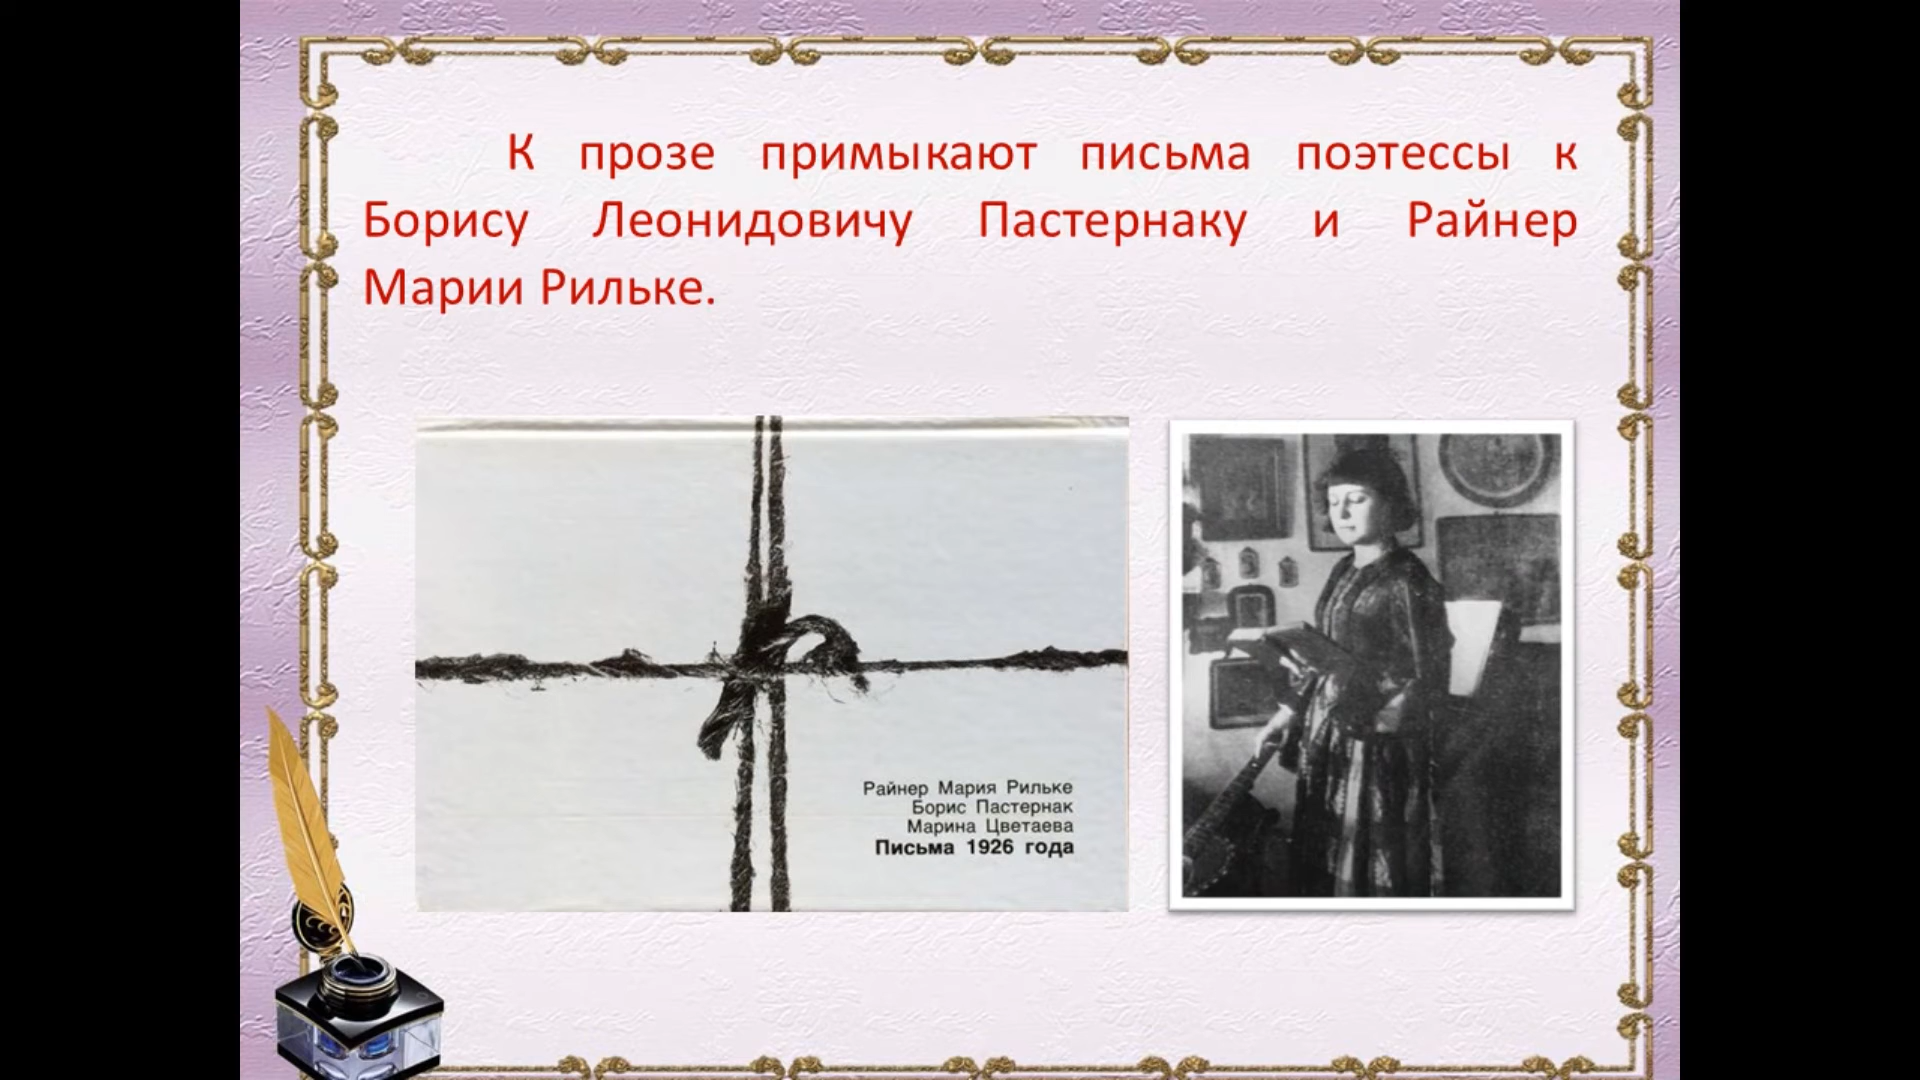 К прозе примыкают письма поэтессы к
Борису Леонидовичу Пастернаку и Райнер
Марии Рильке.
Райнер Мария Рильке
Борис Пастернак
Марина Цветаева
Письма 1926 года